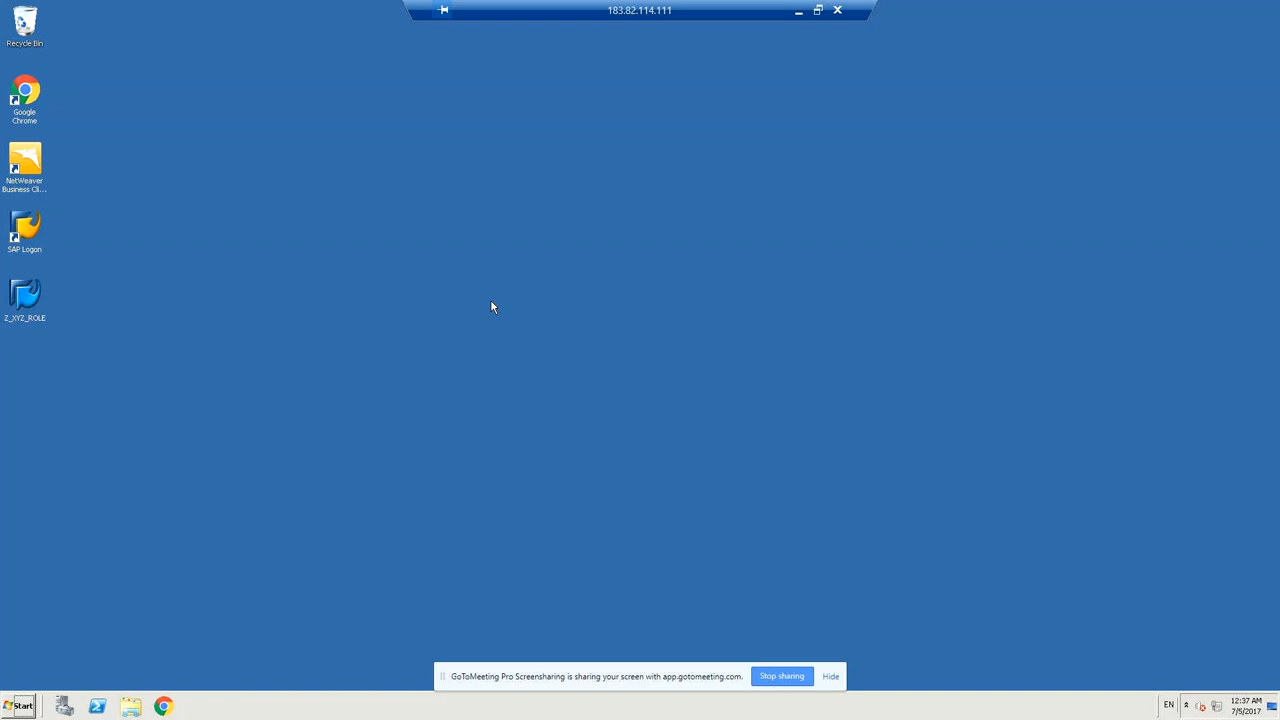 183.82.114.111
Recycle Bin
Google
Chrome
NetWeaver
Business Cli...
SAP Logon
Z_XYZ_ROLE
GoToMeeting Pro Screensharing is sharing your screen with app.gotomeeting.com.
Stop sharing
Hide
Start
EN
12:37 AM
7/5/2017